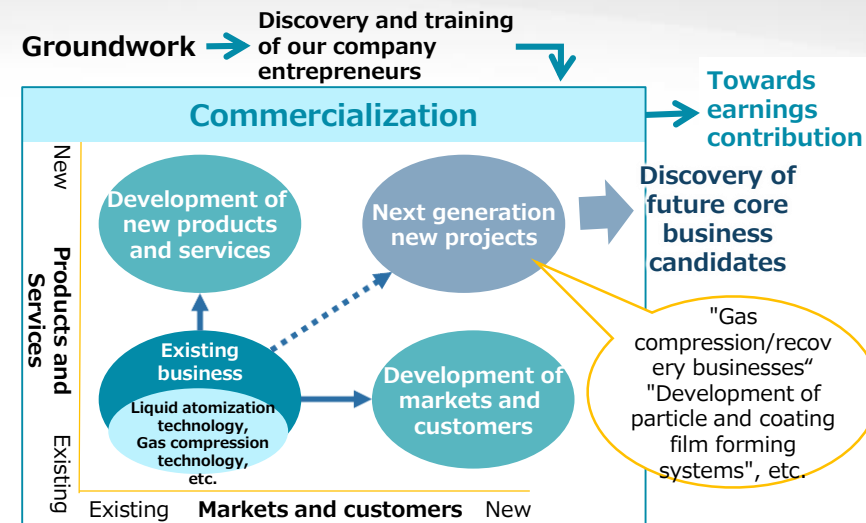 Groundwork
Discovery and training
of our company
entrepreneurs
Commercialization
Towards
earnings
contribution
New
Products and
Services
Existing
Development of
new products
and services
Next generation
new projects
Discovery of
future core
business
candidates
Existing
business
Liquid atomization
technology,
Gas compression
technology,
etc.
Development of
markets and
customers
"Gas
compression/recov
ery businesses“
"Development of
particle and coating
film forming
systems", etc.
Existing
Markets and customers
New